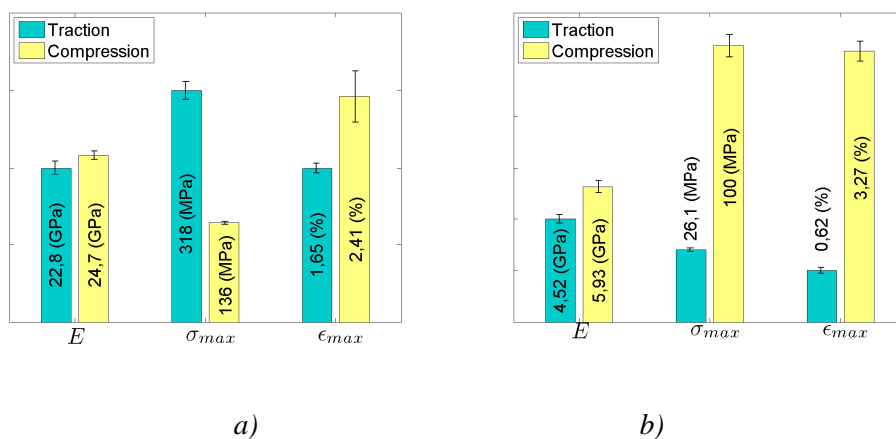 Traction
Compression
22,8 (GPa)
24,7 (GPa)
318 (MPa)
136 (MPa)
1,65 (%)
2,41 (%)
E
σmax
ϵmax
a)
Traction
Compression
4,52 (GPa)
5,93 (GPa)
26,1 (MPa)
100 (MPa)
0,62 (%)
3,27 (%)
E
σmax
ϵmax
b)